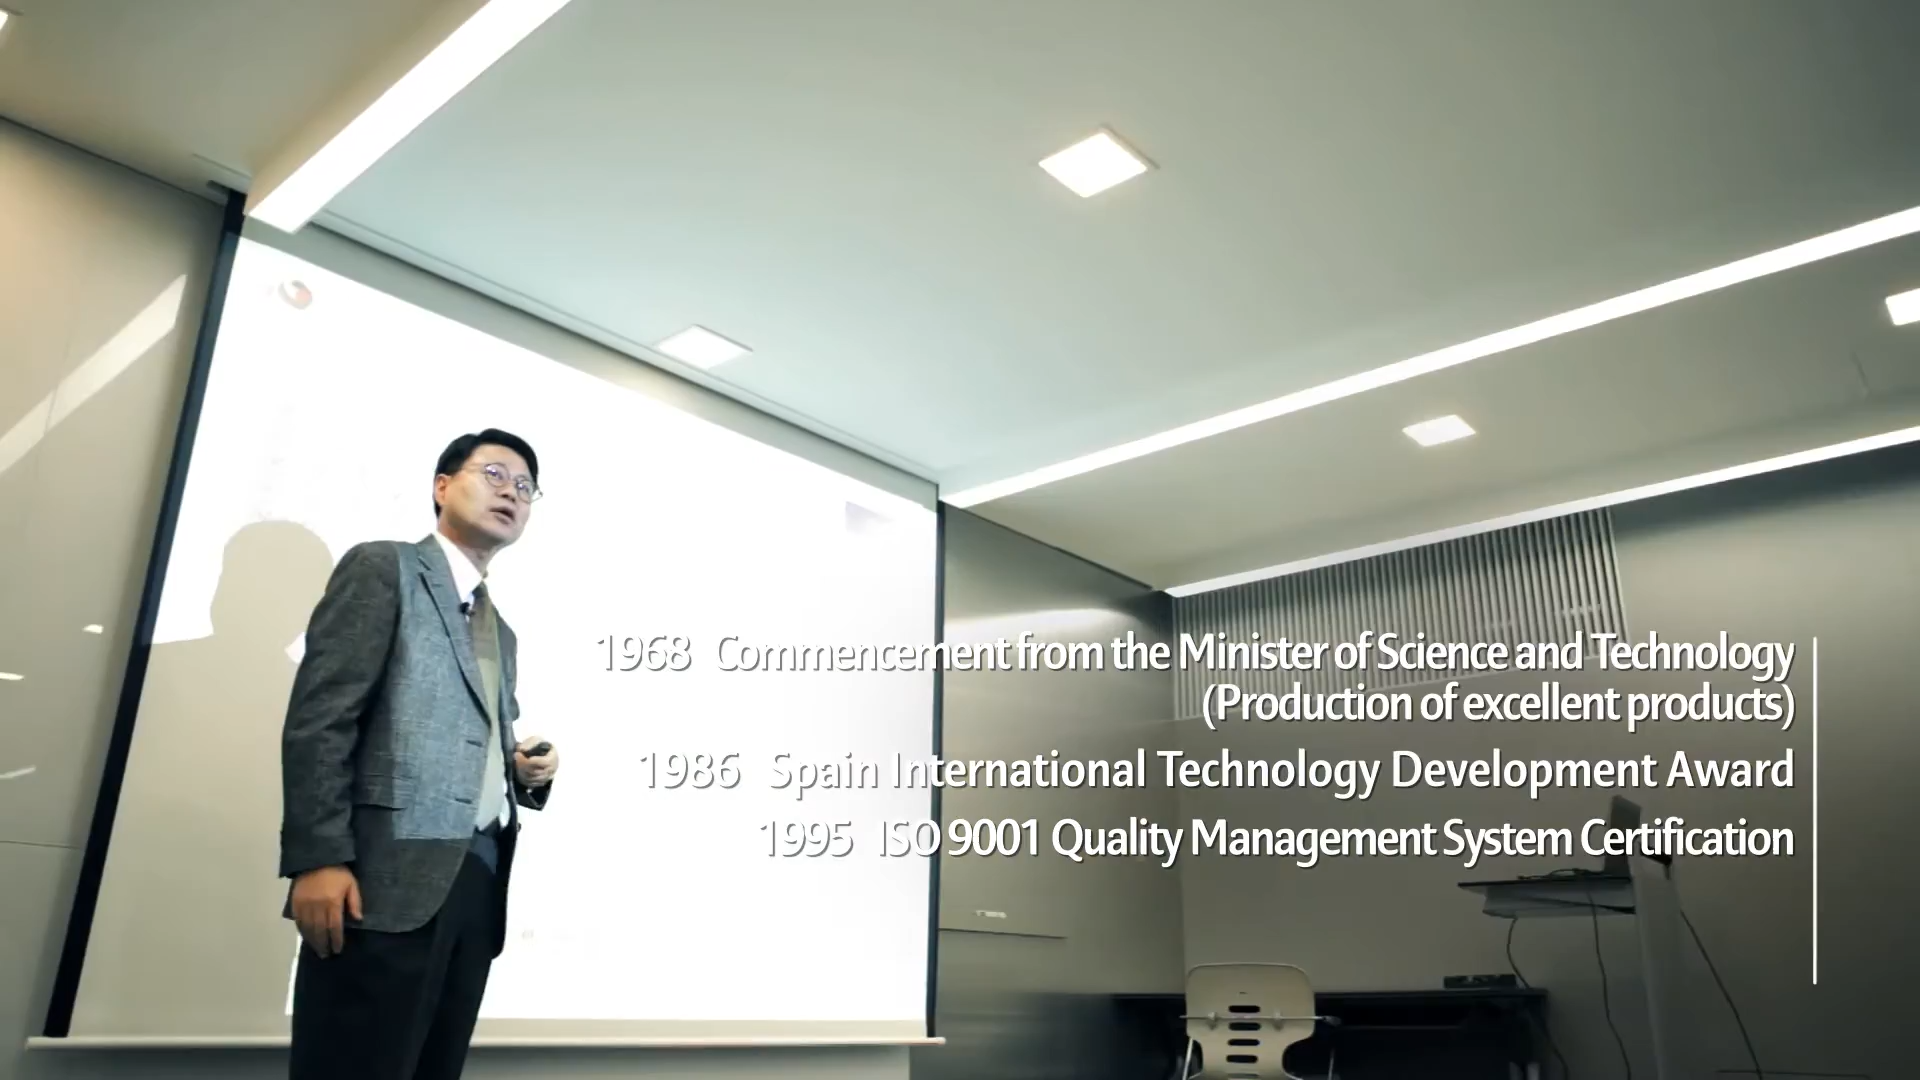 1968 Commencement from the Minister of Science and Technology
(Production of excellent products)
1986 Spain International Technology Development Award
1995 ISO 9001 Quality Management System Certification